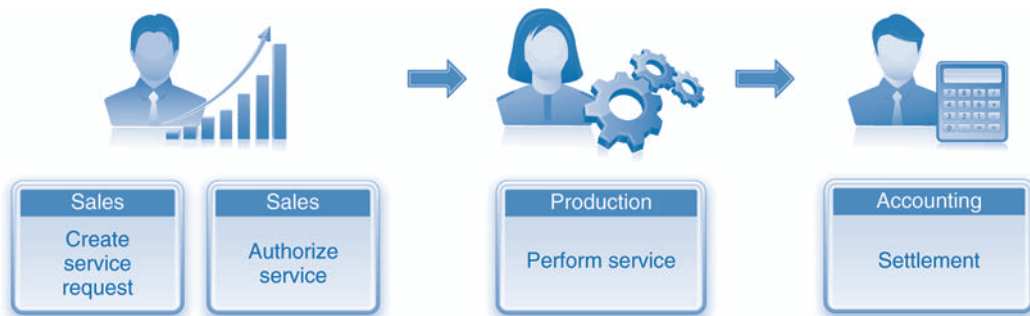 Sales
Create
service
request
Sales
Authorize
service
Production
Perform service
Accounting
Settlement